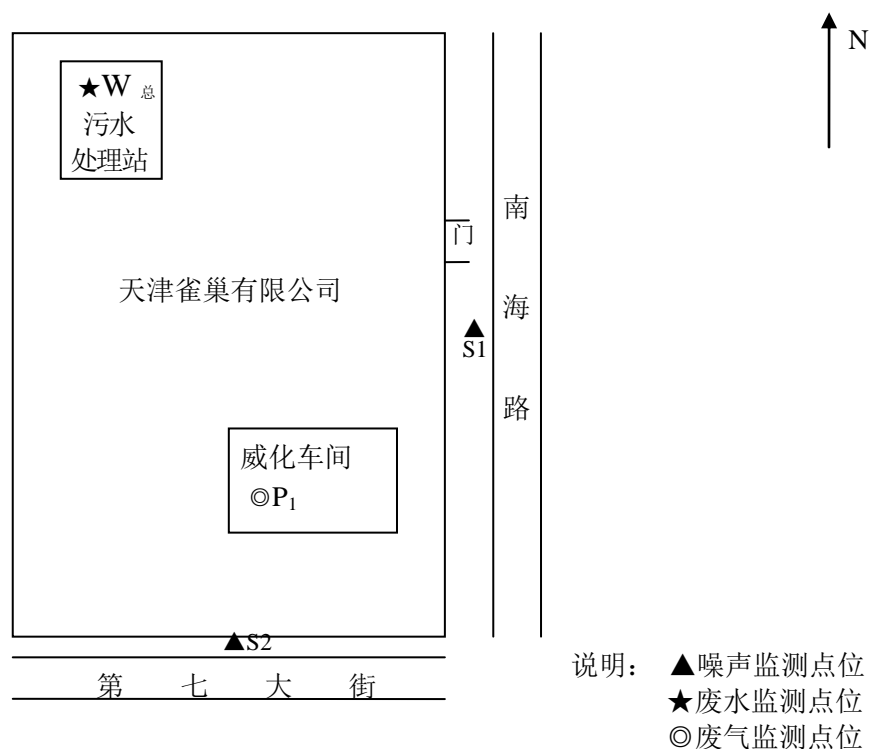 N
★W总
污水
处理站
南海路
门
天津雀巢有限公司
▲
S1
威化车间
◎P1
▲S2
第七大街
说明: ▲噪声监测点位
★废水监测点位
◎废气监测点位